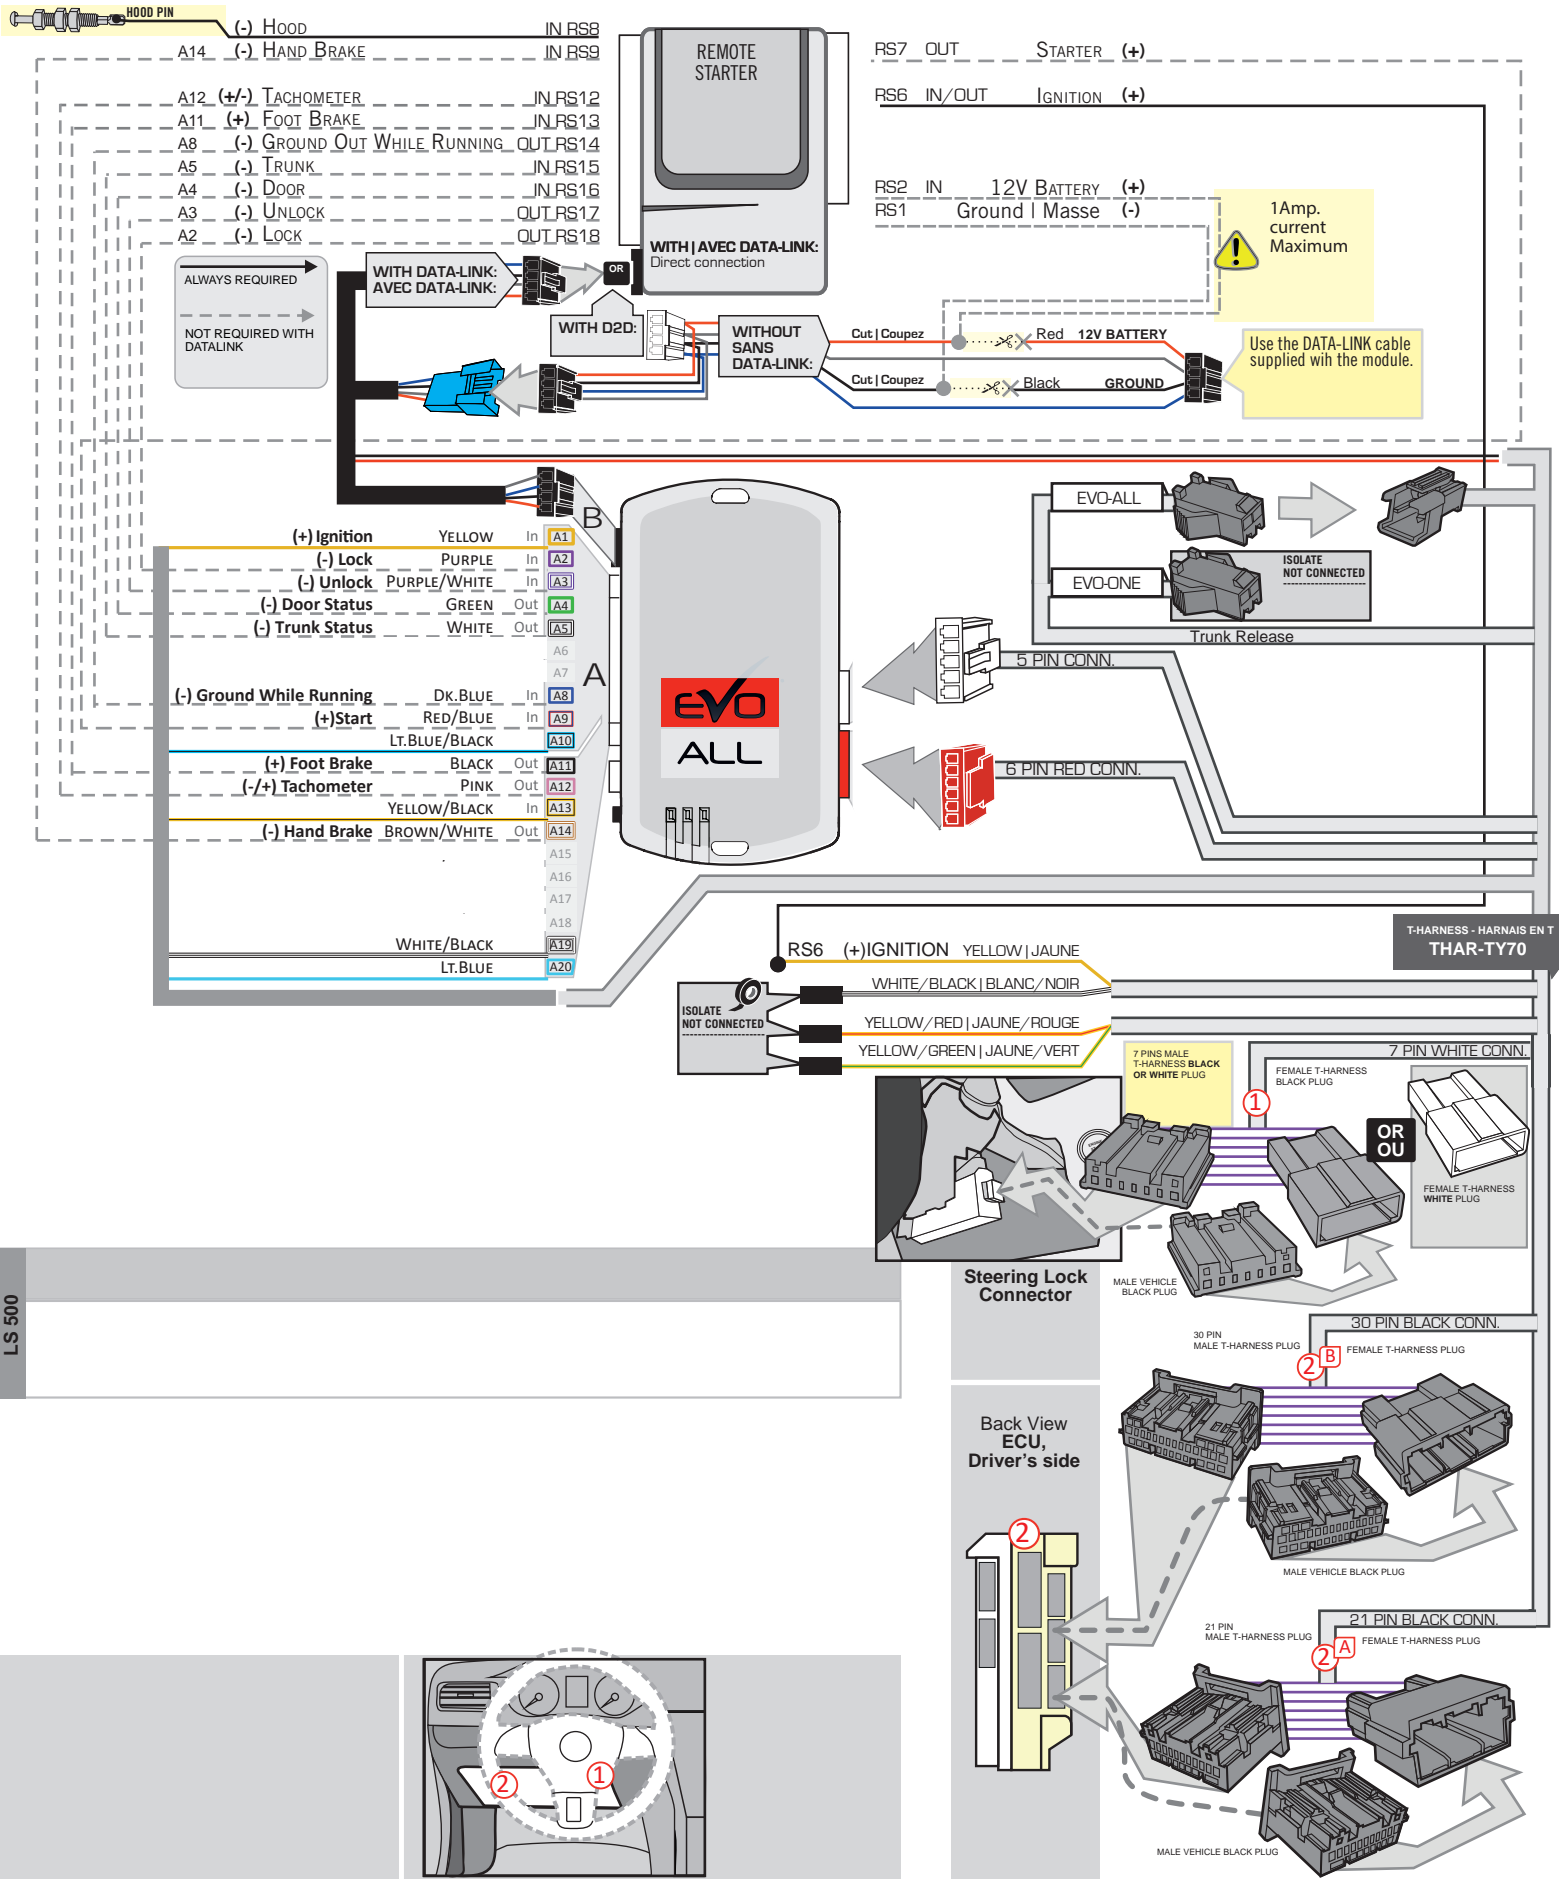 HOOD PIN
(-) HOOD IN RS8
A14 (-) HAND BRAKE IN RS9
A12 (+/-) TACHOMETER IN RS12
A11 (+) FOOT BRAKE IN RS13
A8 (-) GROUND OUT WHILE RUNNING OUT RS14
A5 (-) TRUNK IN RS15
A4 (-) DOOR IN RS16
A3 (-) UNLOCK OUT RS17
A2 (-) LOCK OUT RS18
REMOTE
STARTER
WITH | AVEC DATA-LINK:
Direct connection
RS7 OUT STARTER (+)
RS6 IN/OUT IGNITION (+)
RS2 IN 12V BATTERY (+)
RS1 Ground | Masse (-)
1Amp.
current
Maximum
ALWAYS REQUIRED
NOT REQUIRED WITH
DATALINK
WITH DATA-LINK:
AVEC DATA-LINK:
OR
WITH D2D:
WITHOUT
SANS
DATA-LINK:
Cut | Coupez Red 12V BATTERY
Cut | Coupez Black GROUND
Use the DATA-LINK cable
supplied wih the module.
B
A
(+) Ignition YELLOW In A1
(-) Lock PURPLE In A2
(-) Unlock PURPLE/WHITE In A3
(-) Door Status GREEN Out A4
(-) Trunk Status WHITE Out A5
A6
A7
(-) Ground While Running DK.BLUE In A8
(+)Start RED/BLUE In A9
LT.BLUE/BLACK A10
(+) Foot Brake BLACK Out A11
(-/+) Tachometer PINK Out A12
YELLOW/BLACK In A13
(-) Hand Brake BROWN/WHITE Out A14
A15
A16
A17
A18
WHITE/BLACK A19
LT.BLUE A20
EVO
ALL
EVO-ALL
EVO-ONE
ISOLATE
NOT CONNECTED
Trunk Release
5 PIN CONN.
6 PIN RED CONN.
T-HARNESS - HARNAIS EN T
THAR-TY70
RS6 (+)IGNITION YELLOW | JAUNE
WHITE/BLACK | BLANC/NOIR
YELLOW/RED | JAUNE/ROUGE
YELLOW/GREEN | JAUNE/VERT
ISOLATE
NOT CONNECTED
7 PIN WHITE CONN.
7 PINS MALE
T-HARNESS BLACK
OR WHITE PLUG
FEMALE T-HARNESS
BLACK PLUG
1
OR
OU
FEMALE T-HARNESS
WHITE PLUG
MALE VEHICLE
BLACK PLUG
Steering Lock
Connector
LS 500
30 PIN BLACK CONN.
30 PIN
MALE T-HARNESS PLUG
2 B
FEMALE T-HARNESS PLUG
MALE VEHICLE BLACK PLUG
Back View
ECU,
Driver's side
2
21 PIN BLACK CONN.
21 PIN
MALE T-HARNESS PLUG
2 A
FEMALE T-HARNESS PLUG
MALE VEHICLE BLACK PLUG
2
1